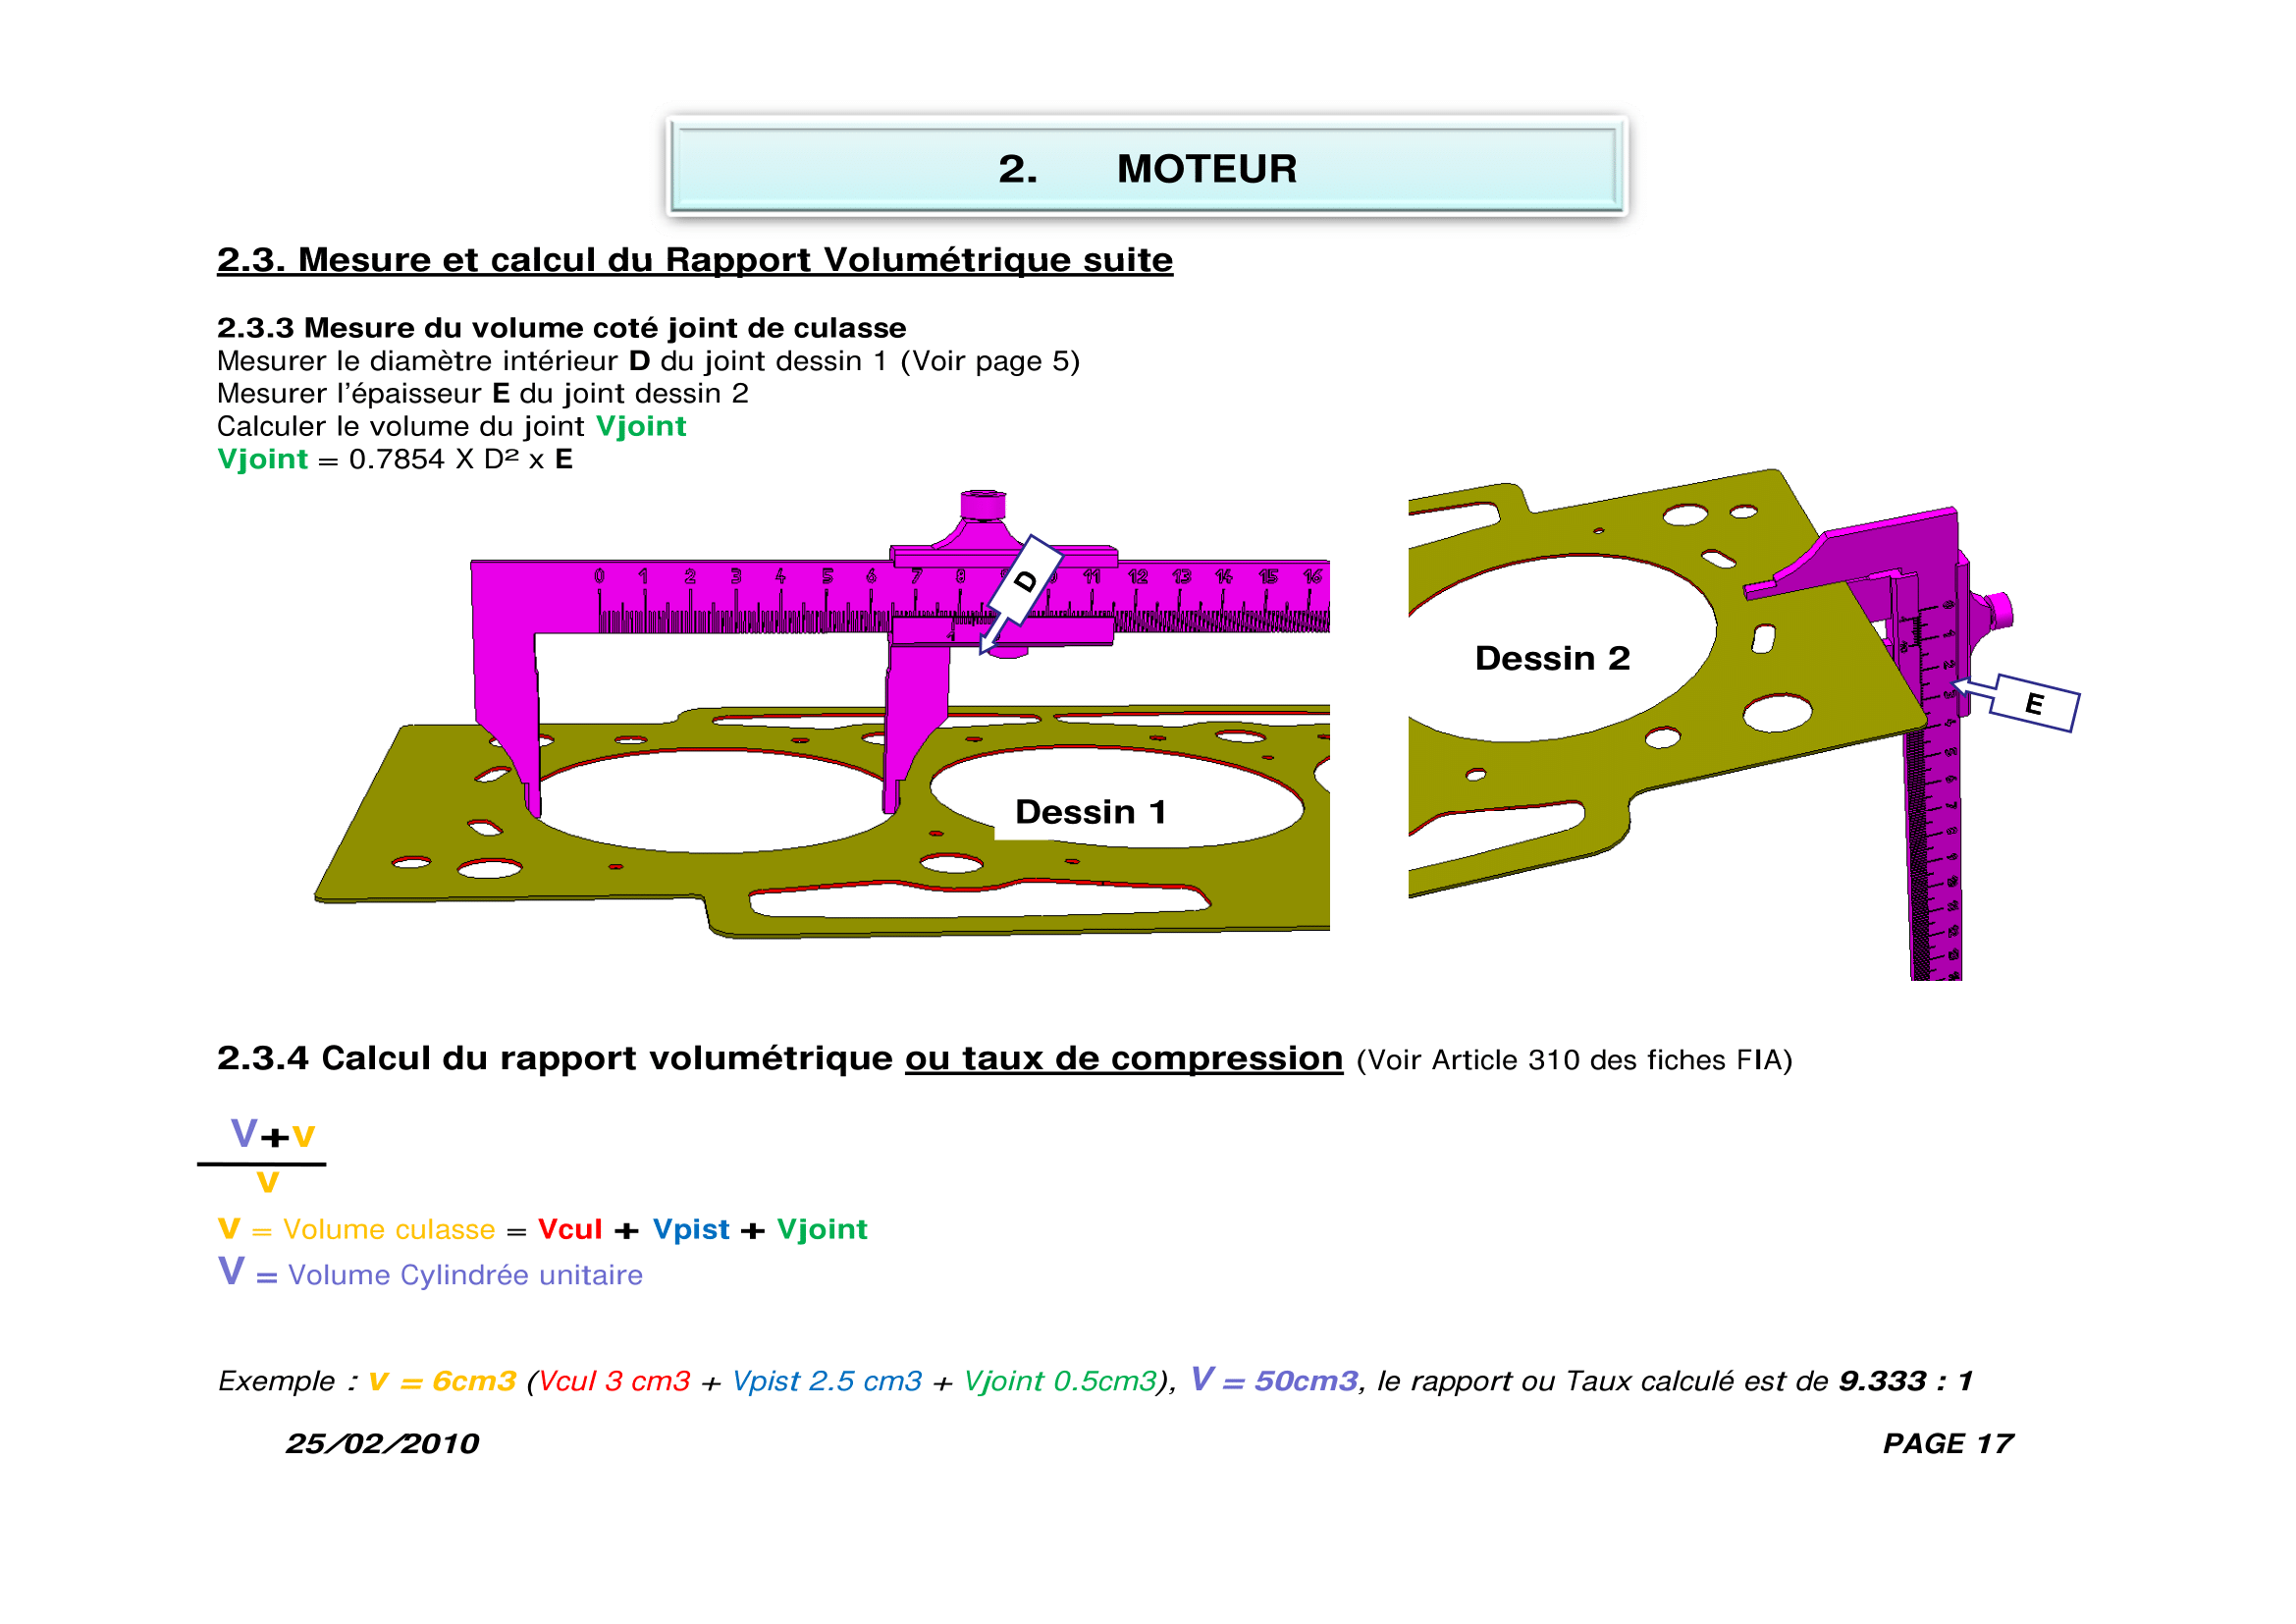 2. MOTEUR
2.3. Mesure et calcul du Rapport Volumétrique suite
2.3.3 Mesure du volume coté joint de culasse
Mesurer le diamètre intérieur D du joint dessin 1 (Voir page 5)
Mesurer l'épaisseur E du joint dessin 2
Calculer le volume du joint Vjoint
Vjoint = 0.7854 X D² x E
0 1 2 3 4 5 6 7 8 11 12 13 14 15 16
D
Dessin 1
Dessin 2
E
2.3.4 Calcul du rapport volumétrique ou taux de compression (Voir Article 310 des fiches FIA)
V+v
v
v = Volume culasse = Vcul + Vpist + Vjoint
V = Volume Cylindrée unitaire
Exemple : v = 6cm3 (Vcul 3 cm3 + Vpist 2.5 cm3 + Vjoint 0.5cm3), V = 50cm3, le rapport ou Taux calculé est de 9.333 : 1
25/02/2010
PAGE 17